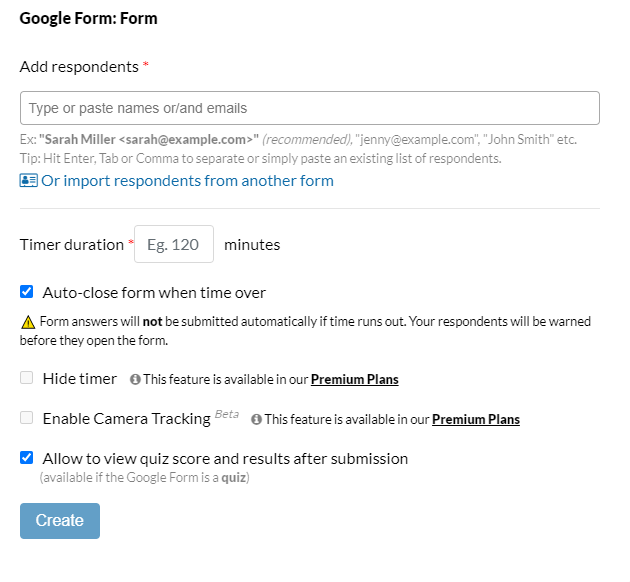 Google Form: Form
Add respondents *
Type or paste names or/and emails
Ex: "Sarah Miller <sarah@example.com>" (recommended), "jenny@example.com", "John Smith" etc.
Tip: Hit Enter, Tab or Comma to separate or simply paste an existing list of respondents.
Or import respondents from another form
Timer duration * Eg. 120 minutes
Auto-close form when time over
Form answers will not be submitted automatically if time runs out. Your respondents will be warned
before they open the form.
Hide timer This feature is available in our Premium Plans
Enable Camera Tracking Beta This feature is available in our Premium Plans
Allow to view quiz score and results after submission
(available if the Google Form is a quiz)
Create